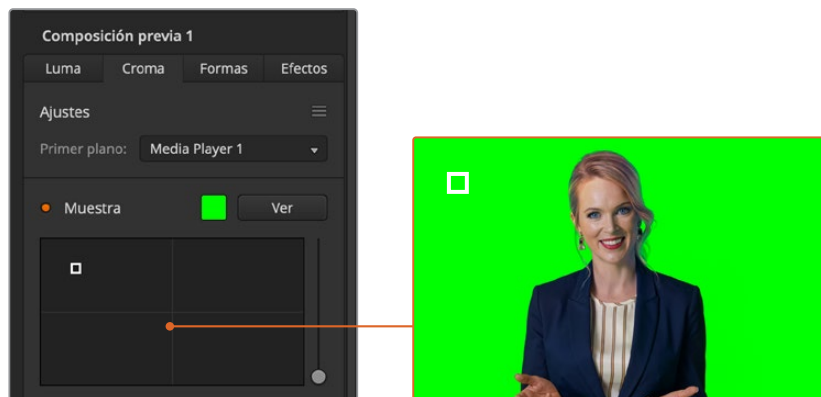 Composición previa 1
Luma Croma Formas Efectos
Ajustes
Primer plano: Media Player 1
Muestra Ver